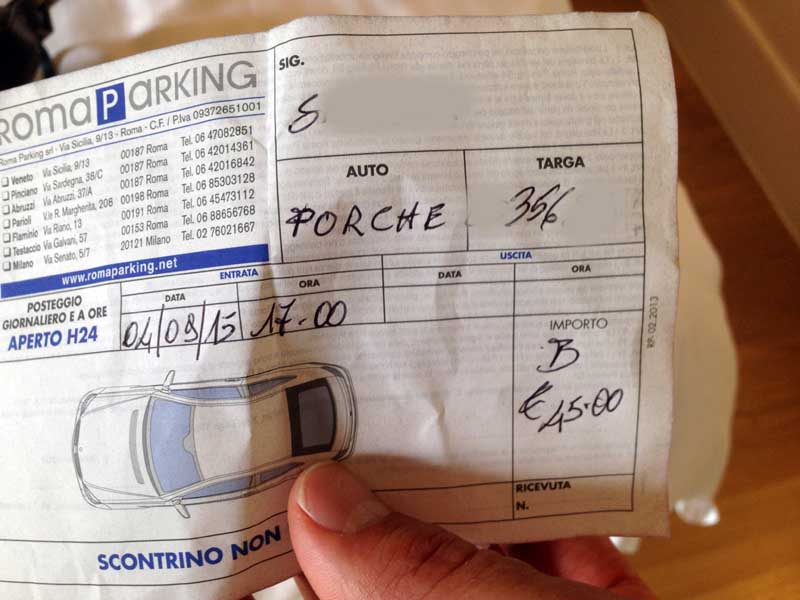 Roma Parking
Roma Parking srl - Via Sicilia, 9/13 - Roma - C.F. / P.Iva 09372651001
Veneto Via Sicilia, 9/13 00187 Roma Tel. 06 47082851
Pinciano Via Sardegna, 38/C 00187 Roma Tel. 06 42014361
Abruzzi Via Abruzzi, 37/A 00187 Roma Tel. 06 42016842
Parioli V.le R. Margherita, 208 00198 Roma Tel. 06 85303128
Flaminio Via Riano, 13 00191 Roma Tel. 06 45473112
Testaccio Via Galvani, 57 00153 Roma Tel. 06 88656768
Milano Via Senato, 5/7 20121 Milano Tel. 02 76021667
www.romaparking.net
SIG.
S
AUTO
PORCHE
TARGA
356
POSTEGGIO
GIORNALIERO E A ORE
APERTO H24
ENTRATA
DATA
04/09/15
ORA
17.00
USCITA
DATA
ORA
IMPORTO
B
€ 45.00
RICEVUTA
N.
RP. 02.2013
SCONTRINO NON